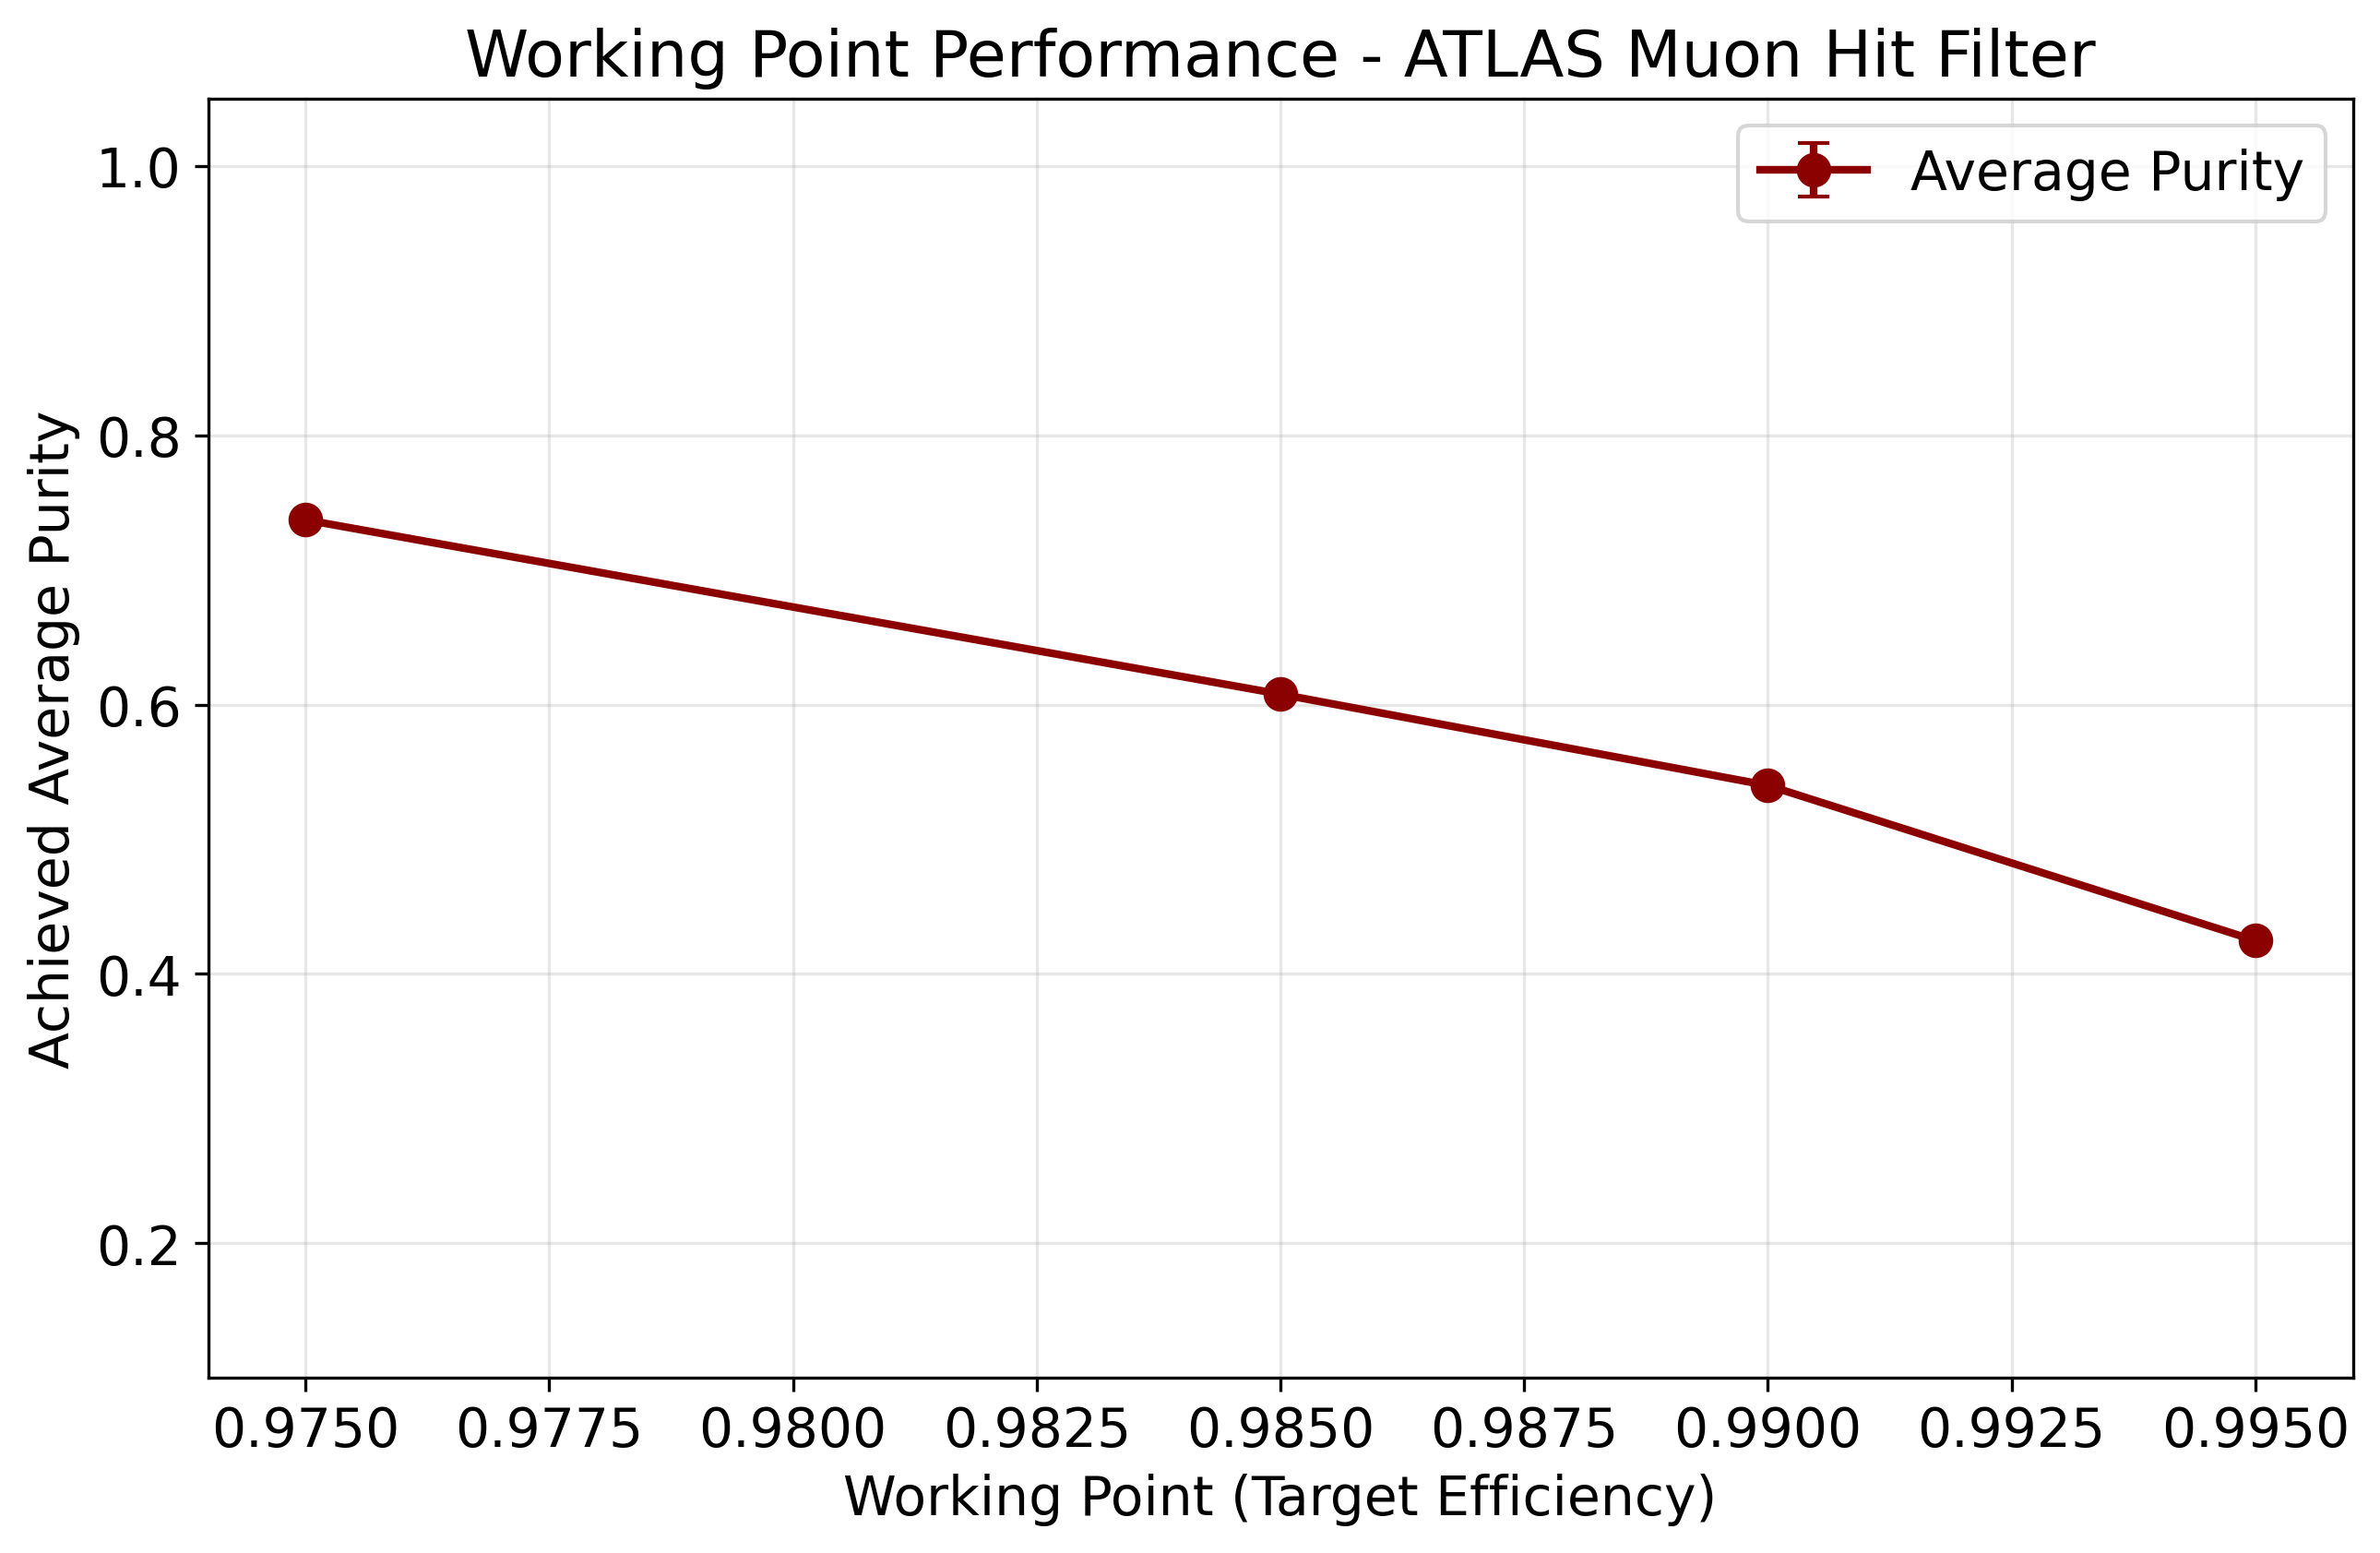 Working Point Performance - ATLAS Muon Hit Filter
Average Purity
Achieved Average Purity
1.0
0.8
0.6
0.4
0.2
0.9750 0.9775 0.9800 0.9825 0.9850 0.9875 0.9900 0.9925 0.9950
Working Point (Target Efficiency)